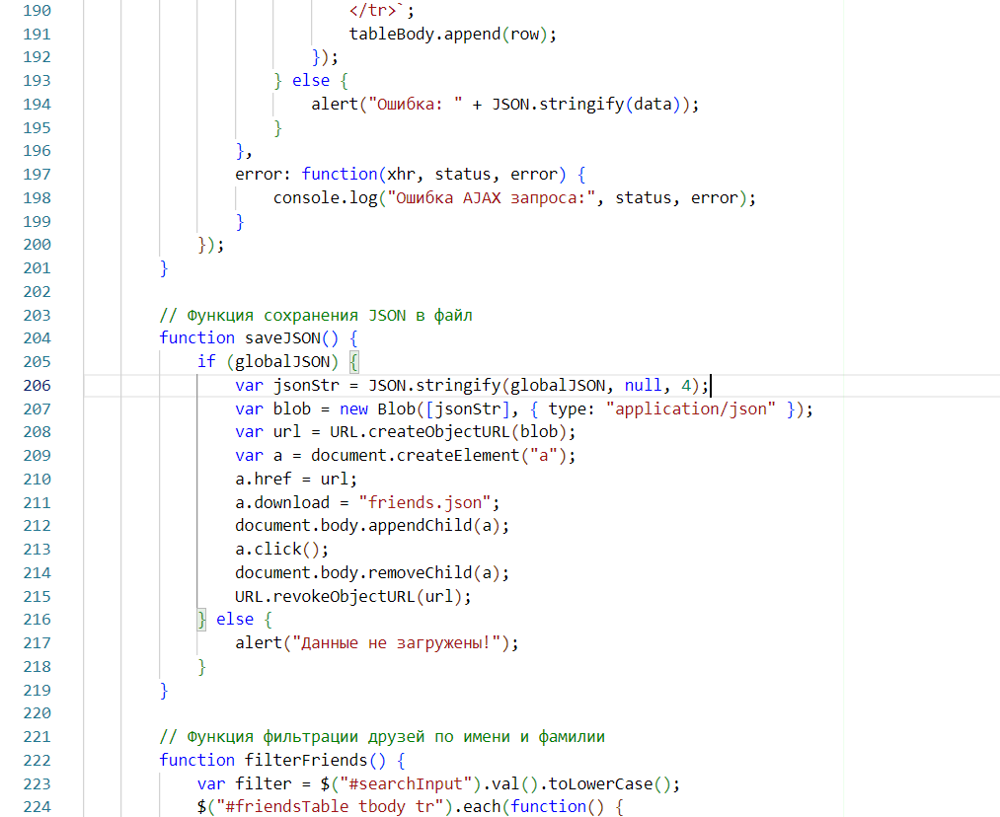 190 </tr>`;
191 tableBody.append(row);
192 });
193 } else {
194 alert("Ошибка: " + JSON.stringify(data));
195 }
196 },
197 error: function(xhr, status, error) {
198 console.log("Ошибка AJAX запроса:", status, error);
199 }
200 });
201 }
202
203 // Функция сохранения JSON в файл
204 function saveJSON() {
205 if (globalJSON) {
206 var jsonStr = JSON.stringify(globalJSON, null, 4);
207 var blob = new Blob([jsonStr], { type: "application/json" });
208 var url = URL.createObjectURL(blob);
209 var a = document.createElement("a");
210 a.href = url;
211 a.download = "friends.json";
212 document.body.appendChild(a);
213 a.click();
214 document.body.removeChild(a);
215 URL.revokeObjectURL(url);
216 } else {
217 alert("Данные не загружены!");
218 }
219 }
220
221 // Функция фильтрации друзей по имени и фамилии
222 function filterFriends() {
223 var filter = $("#searchInput").val().toLowerCase();
224 $("#friendsTable tbody tr").each(function() {